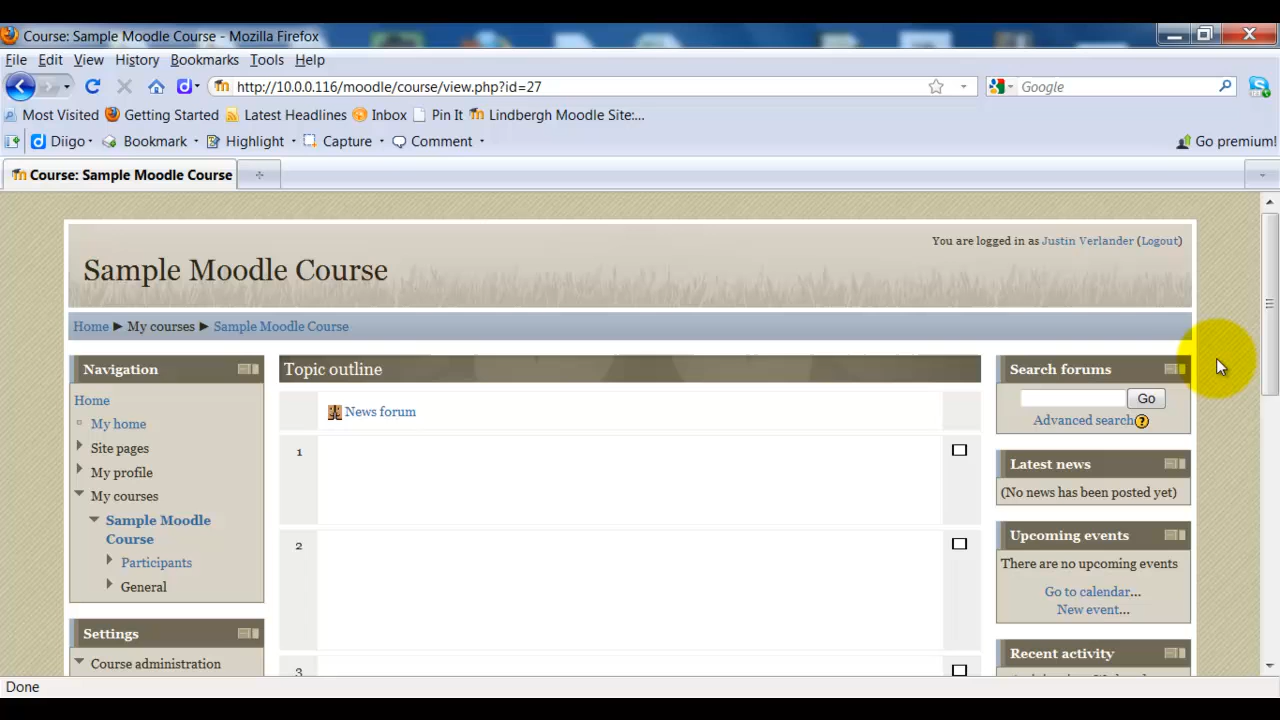 Course: Sample Moodle Course - Mozilla Firefox
File Edit View History Bookmarks Tools Help
http://10.0.0.116/moodle/course/view.php?id=27
Google
Most Visited Getting Started Latest Headlines Inbox Pin It Lindbergh Moodle Site:...
Diigo Bookmark Highlight Capture Comment Go premium!
Course: Sample Moodle Course
You are logged in as Justin Verlander (Logout)
Sample Moodle Course
Home ► My courses ► Sample Moodle Course
Navigation
Home
My home
Site pages
My profile
My courses
Sample Moodle
Course
Participants
General
Settings
Course administration
Topic outline
News forum
1
2
3
Search forums
Go
Advanced search
Latest news
(No news has been posted yet)
Upcoming events
There are no upcoming events
Go to calendar...
New event...
Recent activity
Done